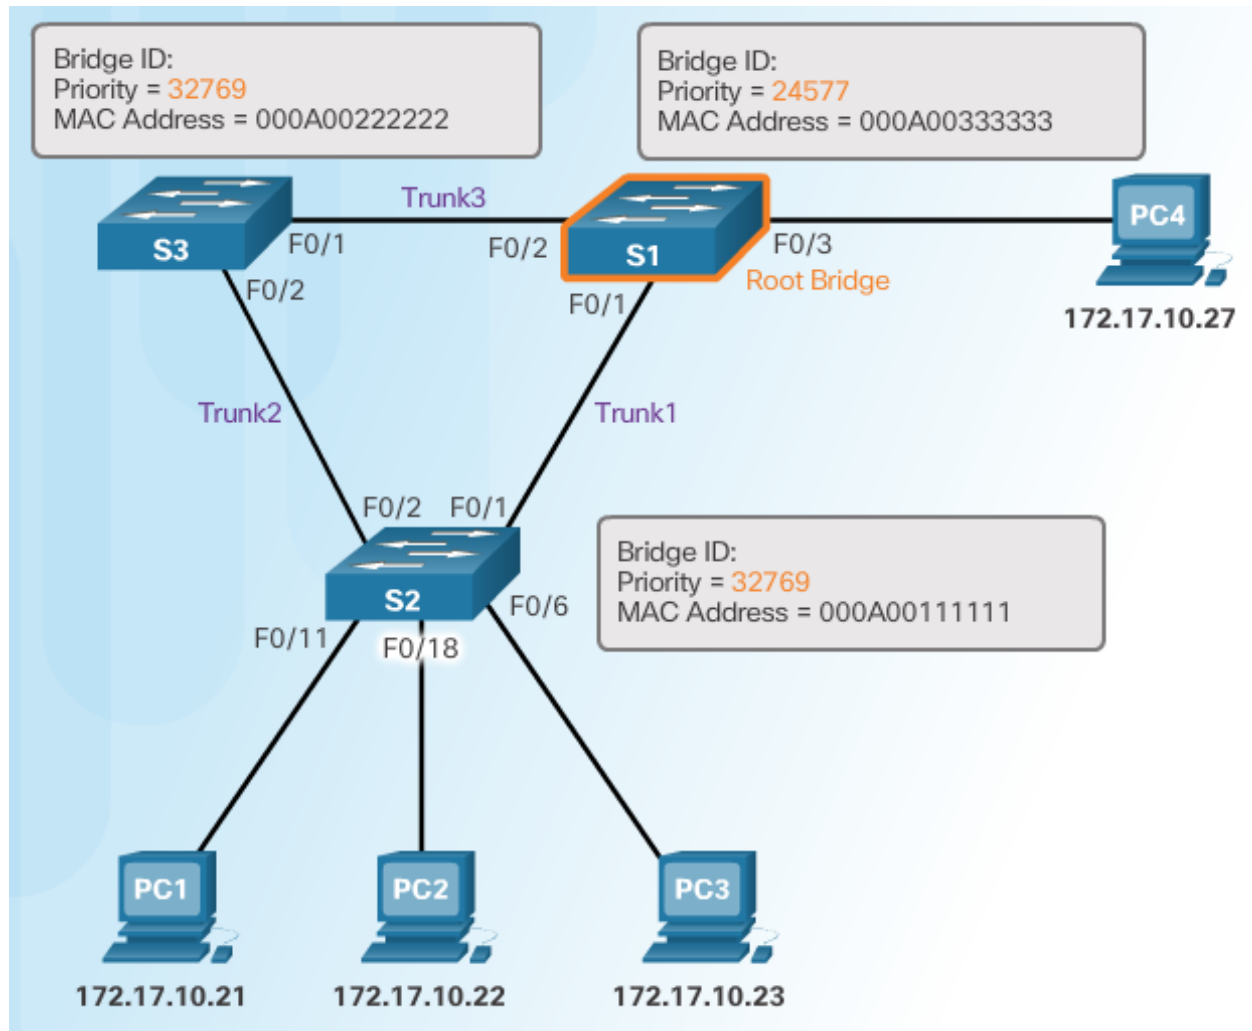 Bridge ID:
Priority = 32769
MAC Address = 000A00222222
Bridge ID:
Priority = 24577
MAC Address = 000A00333333
Trunk3
S3
F0/1
F0/2
S1
F0/3
PC4
F0/2
F0/1
Root Bridge
172.17.10.27
Trunk2
Trunk1
F0/2
F0/1
Bridge ID:
Priority = 32769
MAC Address = 000A00111111
S2
F0/6
F0/11
F0/18
PC1
PC2
PC3
172.17.10.21
172.17.10.22
172.17.10.23